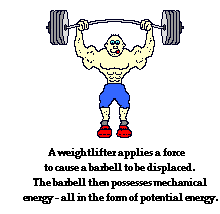 A weightlifter applies a force
to cause a barbell to be displaced.
The barbell then possesses mechanical
energy - all in the form of potential energy.